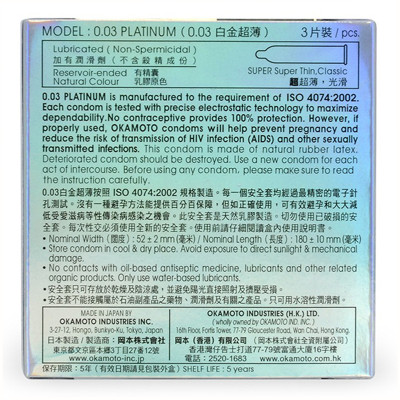 MODEL : 0.03 PLATINUM ( 0.03 白金超薄 )
3 片裝 / pcs.
Lubricated ( Non-Spermicidal )
加有潤滑劑 ( 不含殺精成份 )
Reservoir-ended 有精囊
Natural Colour 乳膠原色
SUPER Super Thin,Classic
超超薄，光滑
0.03 PLATINUM is manufactured to the requirement of ISO 4074:2002.
Each condom is tested with precise electrostatic technology to maximize
dependability.No contraceptive provides 100% protection. However, if
properly used, OKAMOTO condoms will help prevent pregnancy and
reduce the risk of transmission of HIV infection (AIDS) and other sexually
transmitted infections. This condom is made of natural rubber latex.
Deteriorated condom should be destroyed. Use a new condom for each
act of intercourse. Before using any condom, please make sure to read
the instruction carefully.
0.03白金超薄按照 ISO 4074:2002 規格製造。每一個安全套均經過最精密的電子針
孔測試。沒有一種避孕方法能提供百份百保障，但如正確使用，可有效避孕和大大減
低受愛滋病等性傳染病感染之機會。此安全套是天然乳膠製造。切勿使用已破損的安
全套。每次性交必須使用新的安全套。使用前請仔細閱讀盒內使用說明書。
• Nominal Width (闊度) : 52 ± 2 mm (毫米) / Nominal Length (長度) : 180 ± 10 mm (毫米)
• Store condom in cool & dry place. Avoid exposure to direct sunlight & mechanical
damage.
• No contacts with oil-based antiseptic medicine, lubricants and other related
organic products. Only use water-based lubricants.
• 安全套只可存放於乾燥及陰涼處，並避免陽光直接照射及擠壓受損。
• 安全套不能接觸屬於石油副產品之藥物、潤滑劑及有關產品。只可用水溶性潤滑劑。
MADE IN JAPAN BY
OKAMOTO INDUSTRIES INC.
3-27-12, Hongo, Bunkyo-Ku, Tokyo, Japan
日本製造 / 製造商：岡本株式會社
東京都文京區本鄉3丁目27番12號
www.okamoto-inc.jp
OKAMOTO INDUSTRIES (H.K.) LTD.
( wholly owned by OKAMOTO IND. INC. )
16th Floor, Fortis Tower, 77-79 Gloucester Road, Wan Chai, Hong Kong.
岡本（香港）有限公司（岡本株式會社全資附屬公司）
香港灣仔告士打道77-79號富通大廈16字樓
電話：2520-1683 www.okamoto.com.hk
保存期限：5年 ( 有效日期請見包裝外盒 ) SHELF LIFE : 5 years